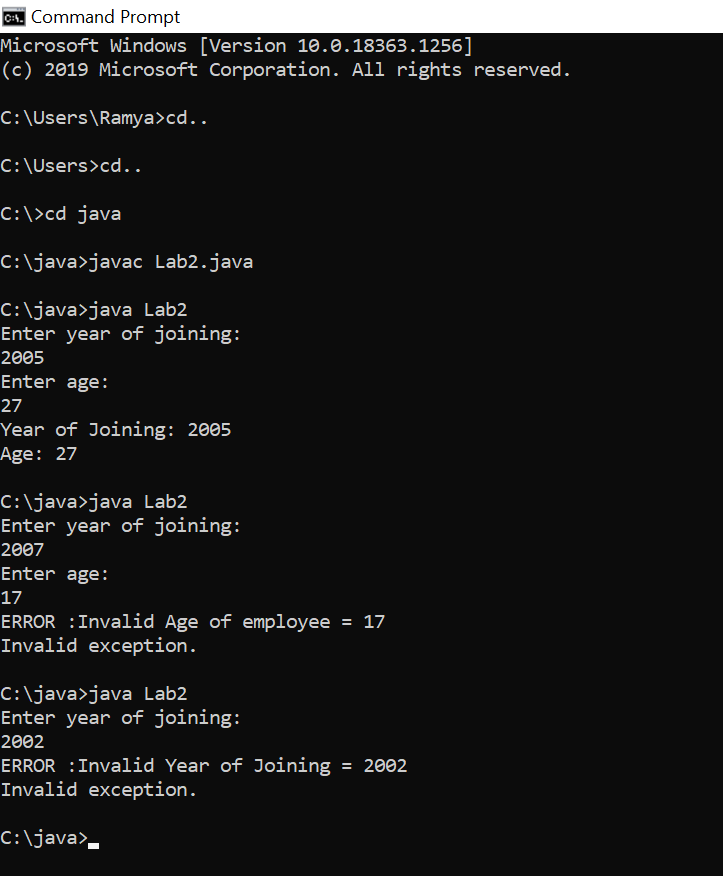 Command Prompt
Microsoft Windows [Version 10.0.18363.1256]
(c) 2019 Microsoft Corporation. All rights reserved.
C:\Users\Ramya>cd..
C:\Users>cd..
C:\>cd java
C:\java>javac Lab2.java
C:\java>java Lab2
Enter year of joining:
2005
Enter age:
27
Year of Joining: 2005
Age: 27
C:\java>java Lab2
Enter year of joining:
2007
Enter age:
17
ERROR :Invalid Age of employee = 17
Invalid exception.
C:\java>java Lab2
Enter year of joining:
2002
ERROR :Invalid Year of Joining = 2002
Invalid exception.
C:\java>